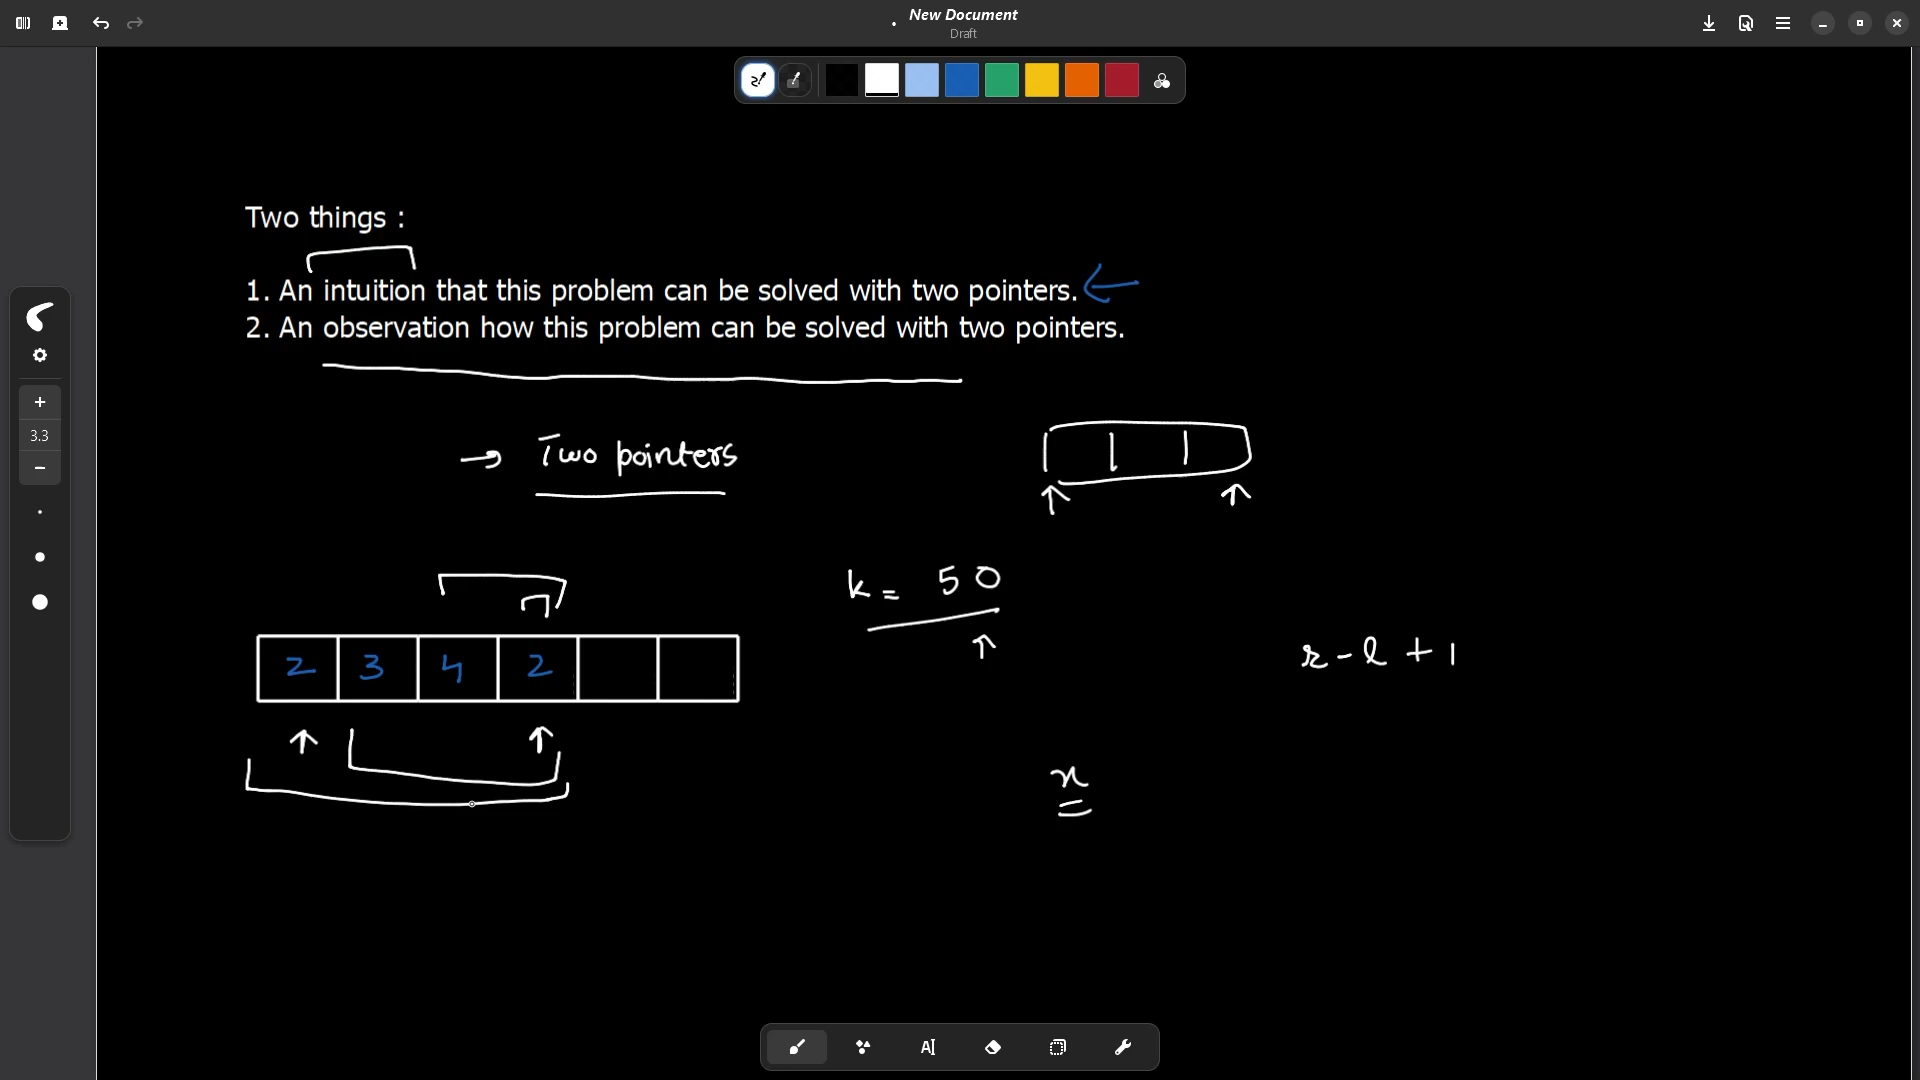 New Document
Draft
Two things :
1. An intuition that this problem can be solved with two pointers.
2. An observation how this problem can be solved with two pointers.
→ Two pointers
k = 50
2 3 4 2
r - l + 1
x
+
3.3
−
AI